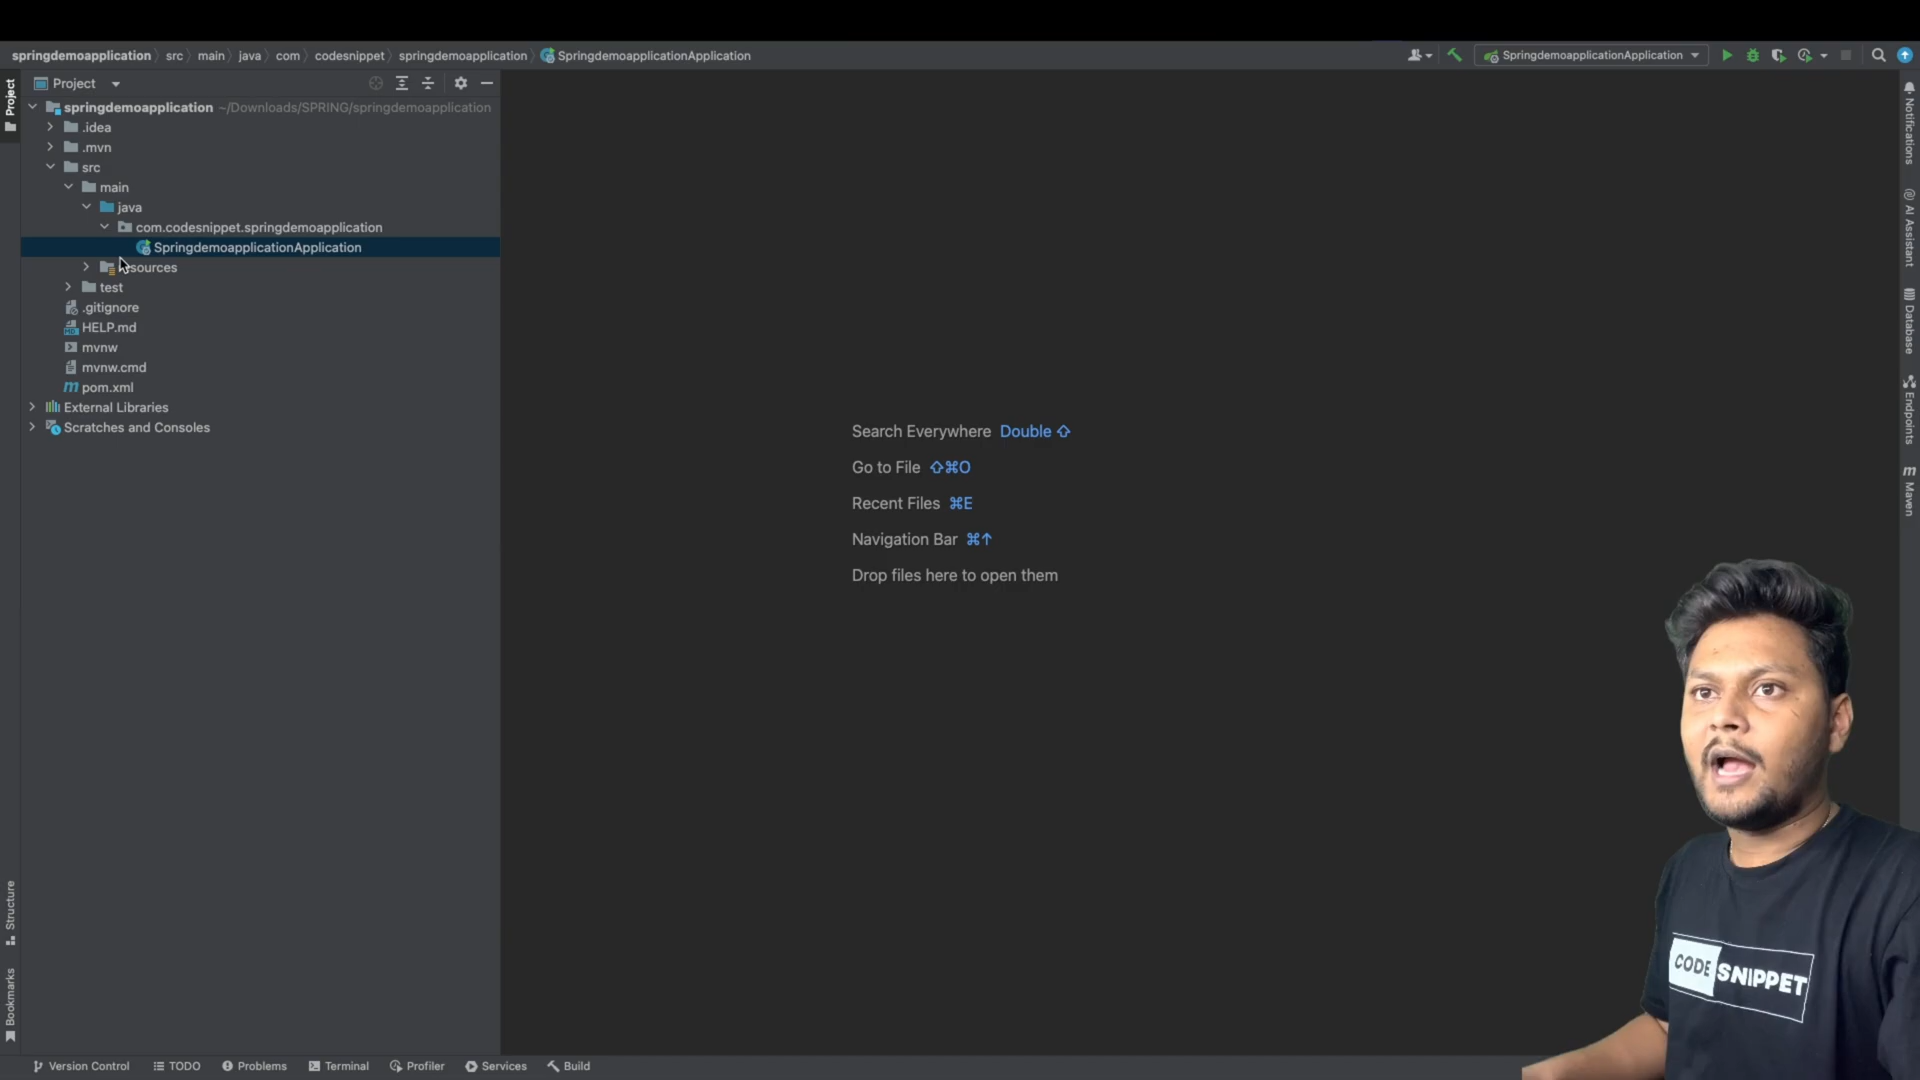 springdemoapplication src main java com codesnippet springdemoapplication SpringdemoapplicationApplication
SpringdemoapplicationApplication
Project
Project
springdemoapplication ~/Downloads/SPRING/springdemoapplication
.idea
.mvn
src
main
java
com.codesnippet.springdemoapplication
SpringdemoapplicationApplication
sources
test
.gitignore
HELP.md
mvnw
mvnw.cmd
pom.xml
External Libraries
Scratches and Consoles
Structure
Bookmarks
Search Everywhere Double ⇧
Go to File ⇧⌘O
Recent Files ⌘E
Navigation Bar ⌘↑
Drop files here to open them
Notifications
AI Assistant
Database
Endpoints
Maven
CODE SNIPPET
Version Control TODO Problems Terminal Profiler Services Build